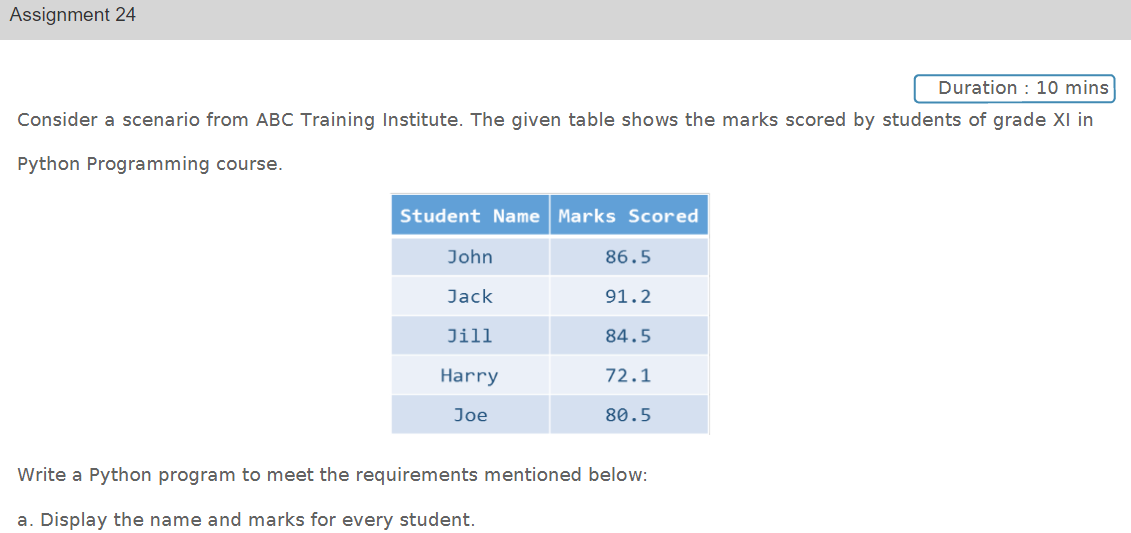 Assignment 24
Duration : 10 mins
Consider a scenario from ABC Training Institute. The given table shows the marks scored by students of grade XI in
Python Programming course.
Student Name Marks Scored
John 86.5
Jack 91.2
Jill 84.5
Harry 72.1
Joe 80.5
Write a Python program to meet the requirements mentioned below:
a. Display the name and marks for every student.